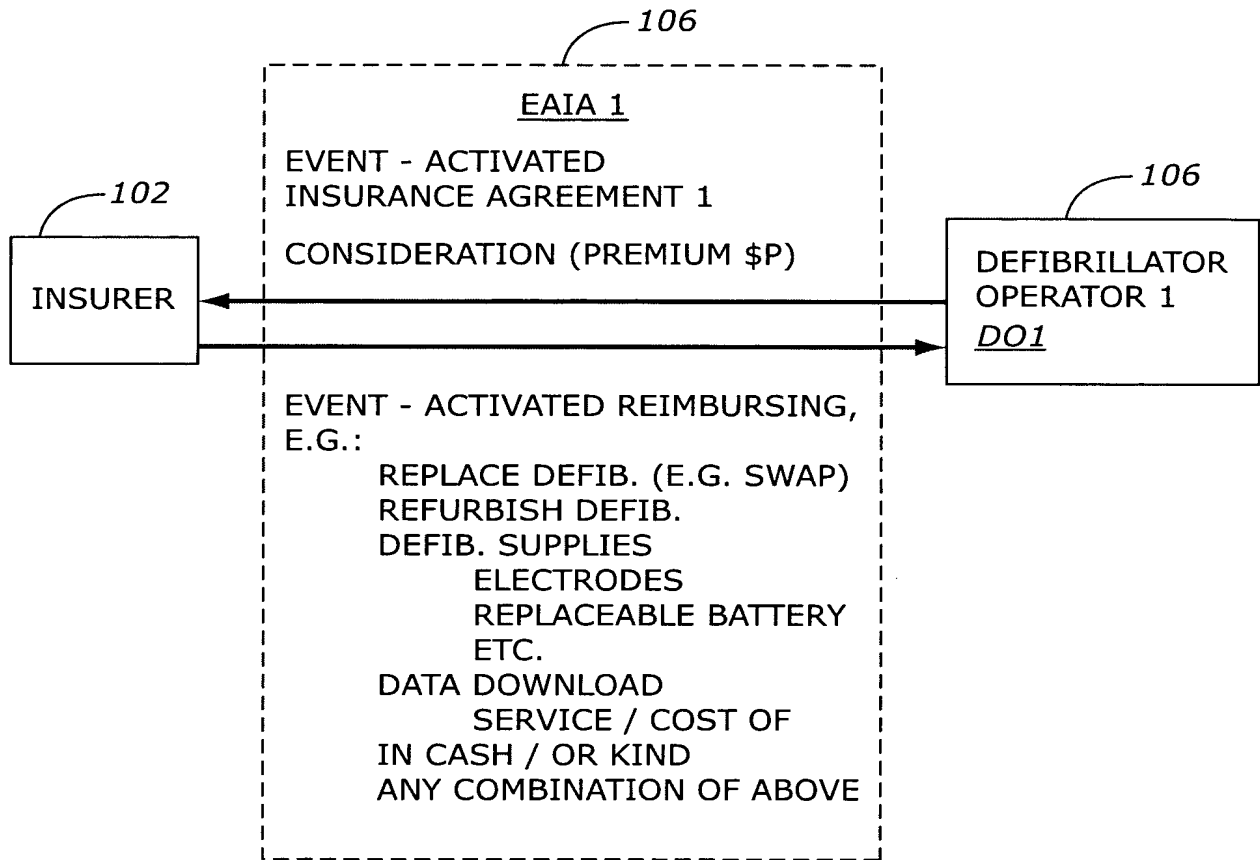 106
EAIA 1
EVENT - ACTIVATED
INSURANCE AGREEMENT 1
CONSIDERATION (PREMIUM $P)
102
INSURER
106
DEFIBRILLATOR
OPERATOR 1
DO1
EVENT - ACTIVATED REIMBURSING,
E.G.:
REPLACE DEFIB. (E.G. SWAP)
REFURBISH DEFIB.
DEFIB. SUPPLIES
ELECTRODES
REPLACEABLE BATTERY
ETC.
DATA DOWNLOAD
SERVICE / COST OF
IN CASH / OR KIND
ANY COMBINATION OF ABOVE